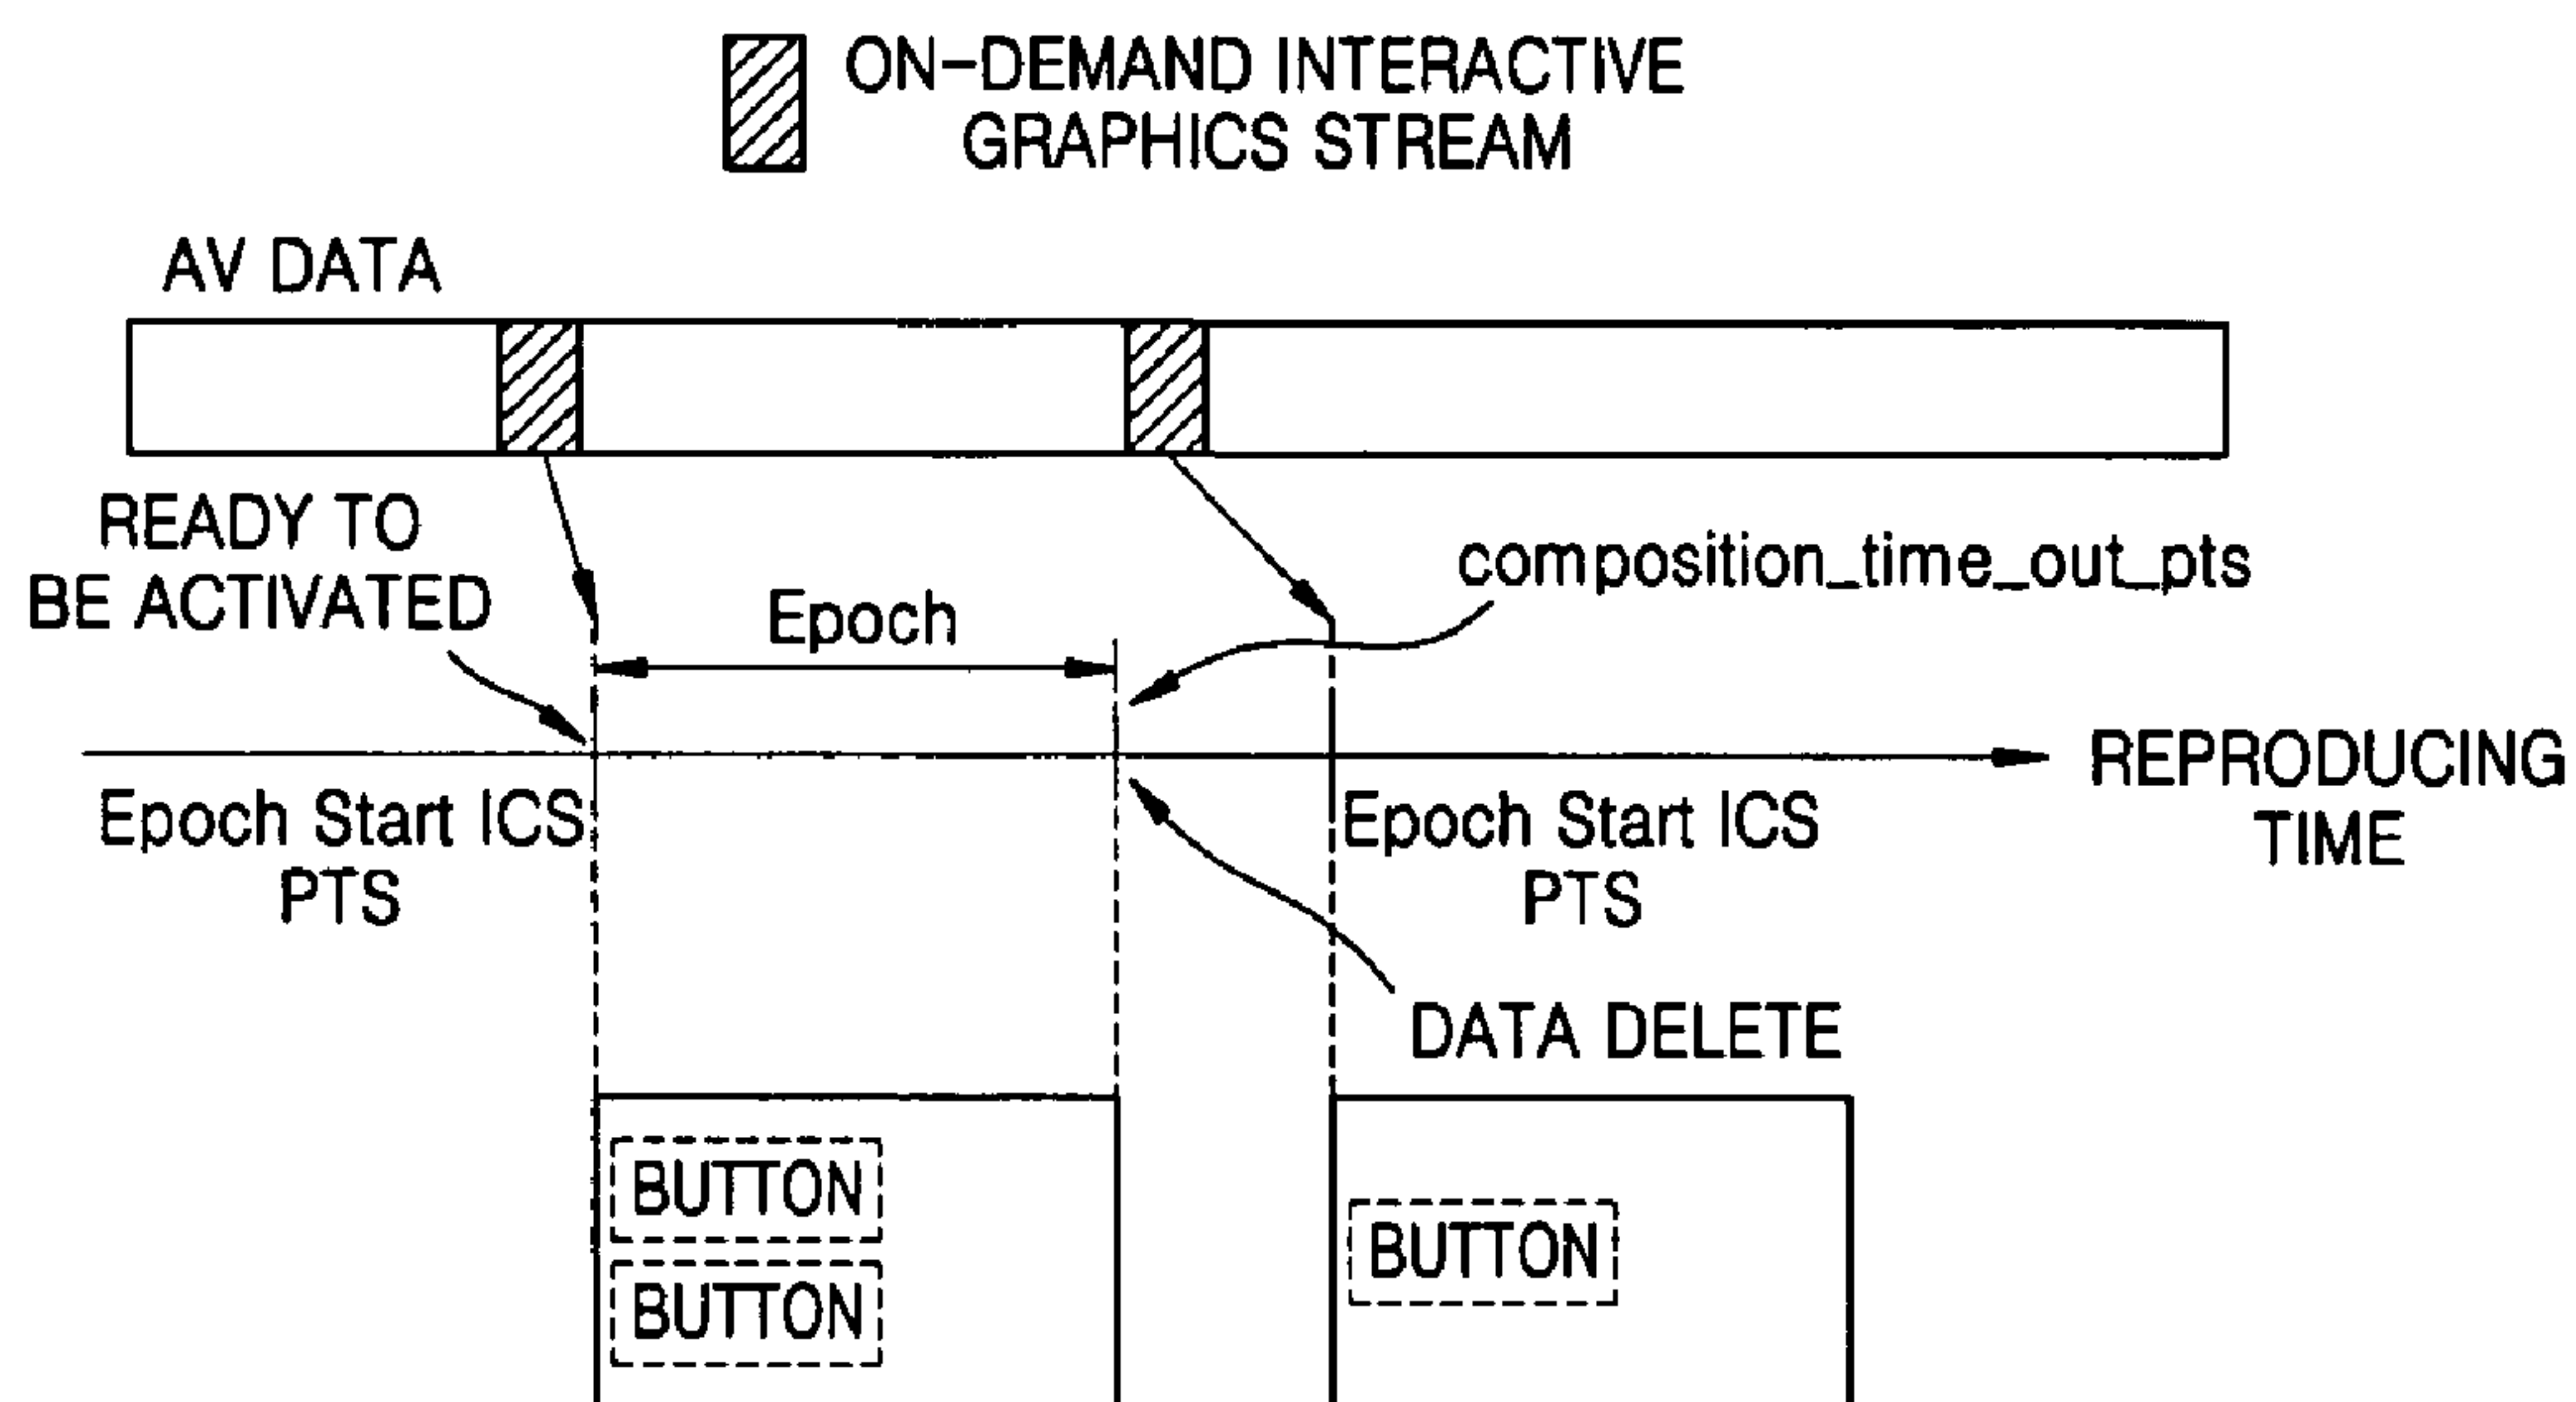 ON-DEMAND INTERACTIVE
GRAPHICS STREAM
AV DATA
READY TO
BE ACTIVATED
Epoch
composition_time_out_pts
REPRODUCING
TIME
Epoch Start ICS
PTS
Epoch Start ICS
PTS
DATA DELETE
BUTTON
BUTTON
BUTTON